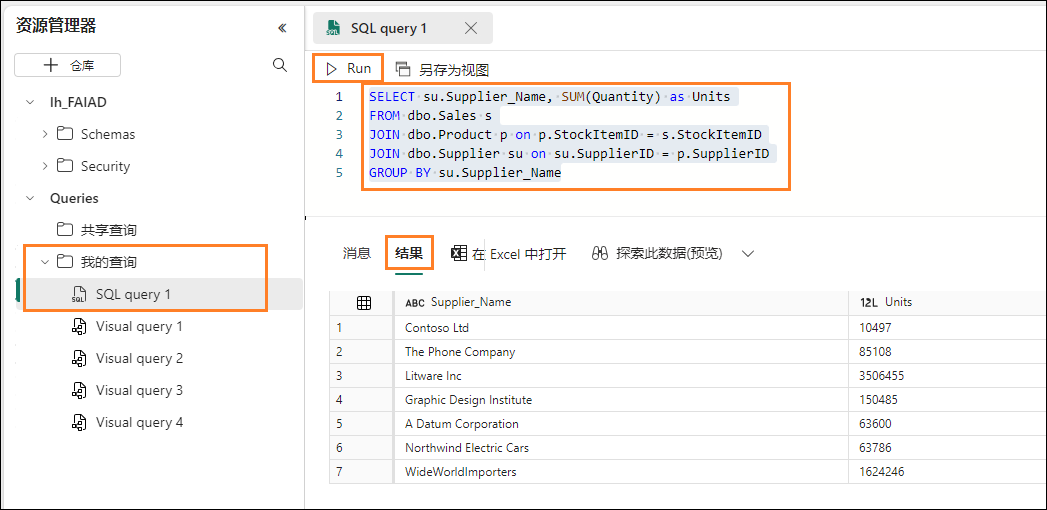 资源管理器
«
仓库
lh_FAIAD
Schemas
Security
Queries
共享查询
我的查询
SQL query 1
Visual query 1
Visual query 2
Visual query 3
Visual query 4
SQL query 1
Run
另存为视图
1 SELECT su.Supplier_Name, SUM(Quantity) as Units
2 FROM dbo.Sales s
3 JOIN dbo.Product p on p.StockItemID = s.StockItemID
4 JOIN dbo.Supplier su on su.SupplierID = p.SupplierID
5 GROUP BY su.Supplier_Name
消息 结果 在 Excel 中打开 探索此数据(预览)
ABC Supplier_Name 12L Units
1 Contoso Ltd 10497
2 The Phone Company 85108
3 Litware Inc 3506455
4 Graphic Design Institute 150485
5 A Datum Corporation 63600
6 Northwind Electric Cars 63786
7 WideWorldImporters 1624246